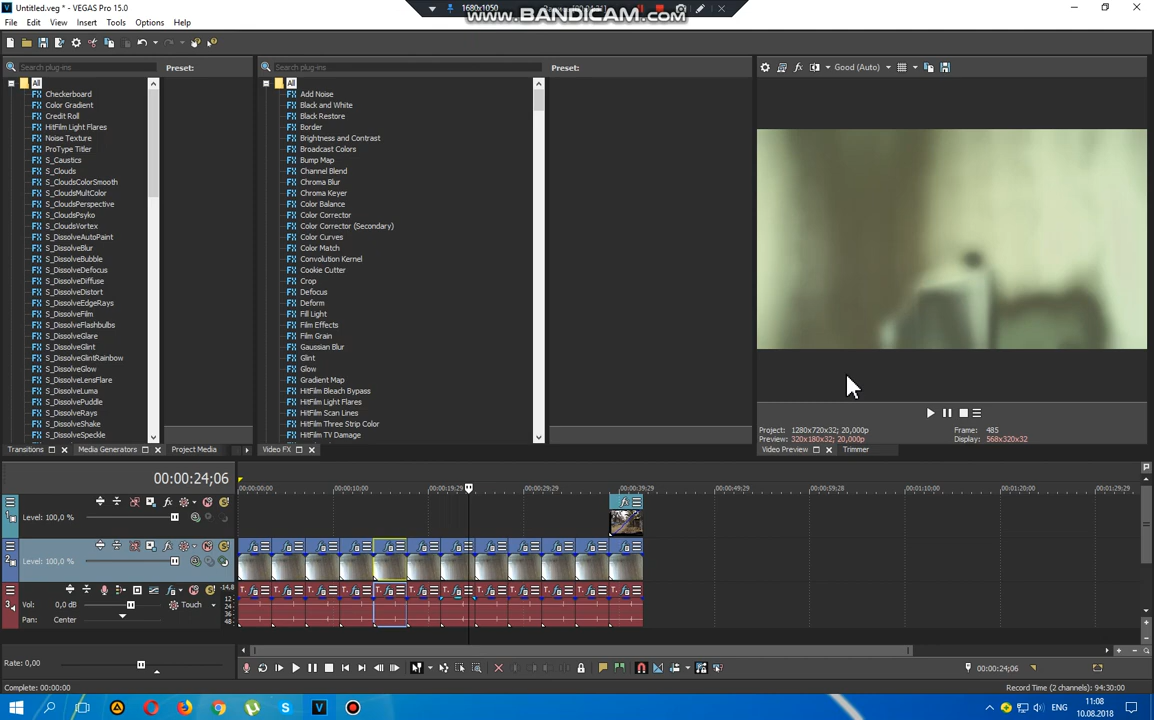 Untitled.veg * - VEGAS Pro 15.0
1680x1050
www.BANDICAM.com
File Edit View Insert Tools Options Help
Search plug-ins
Preset:
Search plug-ins
Preset:
Good (Auto)
All
Checkerboard
Color Gradient
Credit Roll
HitFilm Light Flares
Noise Texture
ProType Titler
S_Caustics
S_Clouds
S_CloudsColorSmooth
S_CloudsMultColor
S_CloudsPerspective
S_CloudsPsyko
S_CloudsVortex
S_DissolveAutoPaint
S_DissolveBlur
S_DissolveBubble
S_DissolveDefocus
S_DissolveDiffuse
S_DissolveDistort
S_DissolveEdgeRays
S_DissolveFilm
S_DissolveFlashbulbs
S_DissolveGlare
S_DissolveGlint
S_DissolveGlintRainbow
S_DissolveGlow
S_DissolveLensFlare
S_DissolveLuma
S_DissolvePuddle
S_DissolveRays
S_DissolveShake
S_DissolveSpeckle
All
Add Noise
Black and White
Black Restore
Border
Brightness and Contrast
Broadcast Colors
Bump Map
Channel Blend
Chroma Blur
Chroma Keyer
Color Balance
Color Corrector
Color Corrector (Secondary)
Color Curves
Color Match
Convolution Kernel
Cookie Cutter
Crop
Defocus
Deform
Fill Light
Film Effects
Film Grain
Gaussian Blur
Glint
Glow
Gradient Map
HitFilm Bleach Bypass
HitFilm Light Flares
HitFilm Scan Lines
HitFilm Three Strip Color
HitFilm TV Damage
Project: 1280x720x32; 20,000p
Frame: 485
Preview: 320x180x32; 20,000p
Display: 568x320x32
Transitions
Media Generators
Project Media
Video FX
Video Preview
Trimmer
00:00:24;06
00:00:00;00
00:00:10;00
00:00:19;29
00:00:29;29
00:00:39;29
00:00:49;29
00:00:59;28
00:01:10;00
00:01:20;00
00:01:29;29
1
Level: 100,0 %
2
Level: 100,0 %
3
Vol: 0,0 dB
Touch
Pan: Center
-14,8
12
24
36
48
Rate: 0,00
00:00:24;06
Complete: 00:00:00
Record Time (2 channels): 94:30:00
ENG
11:08
10.08.2018